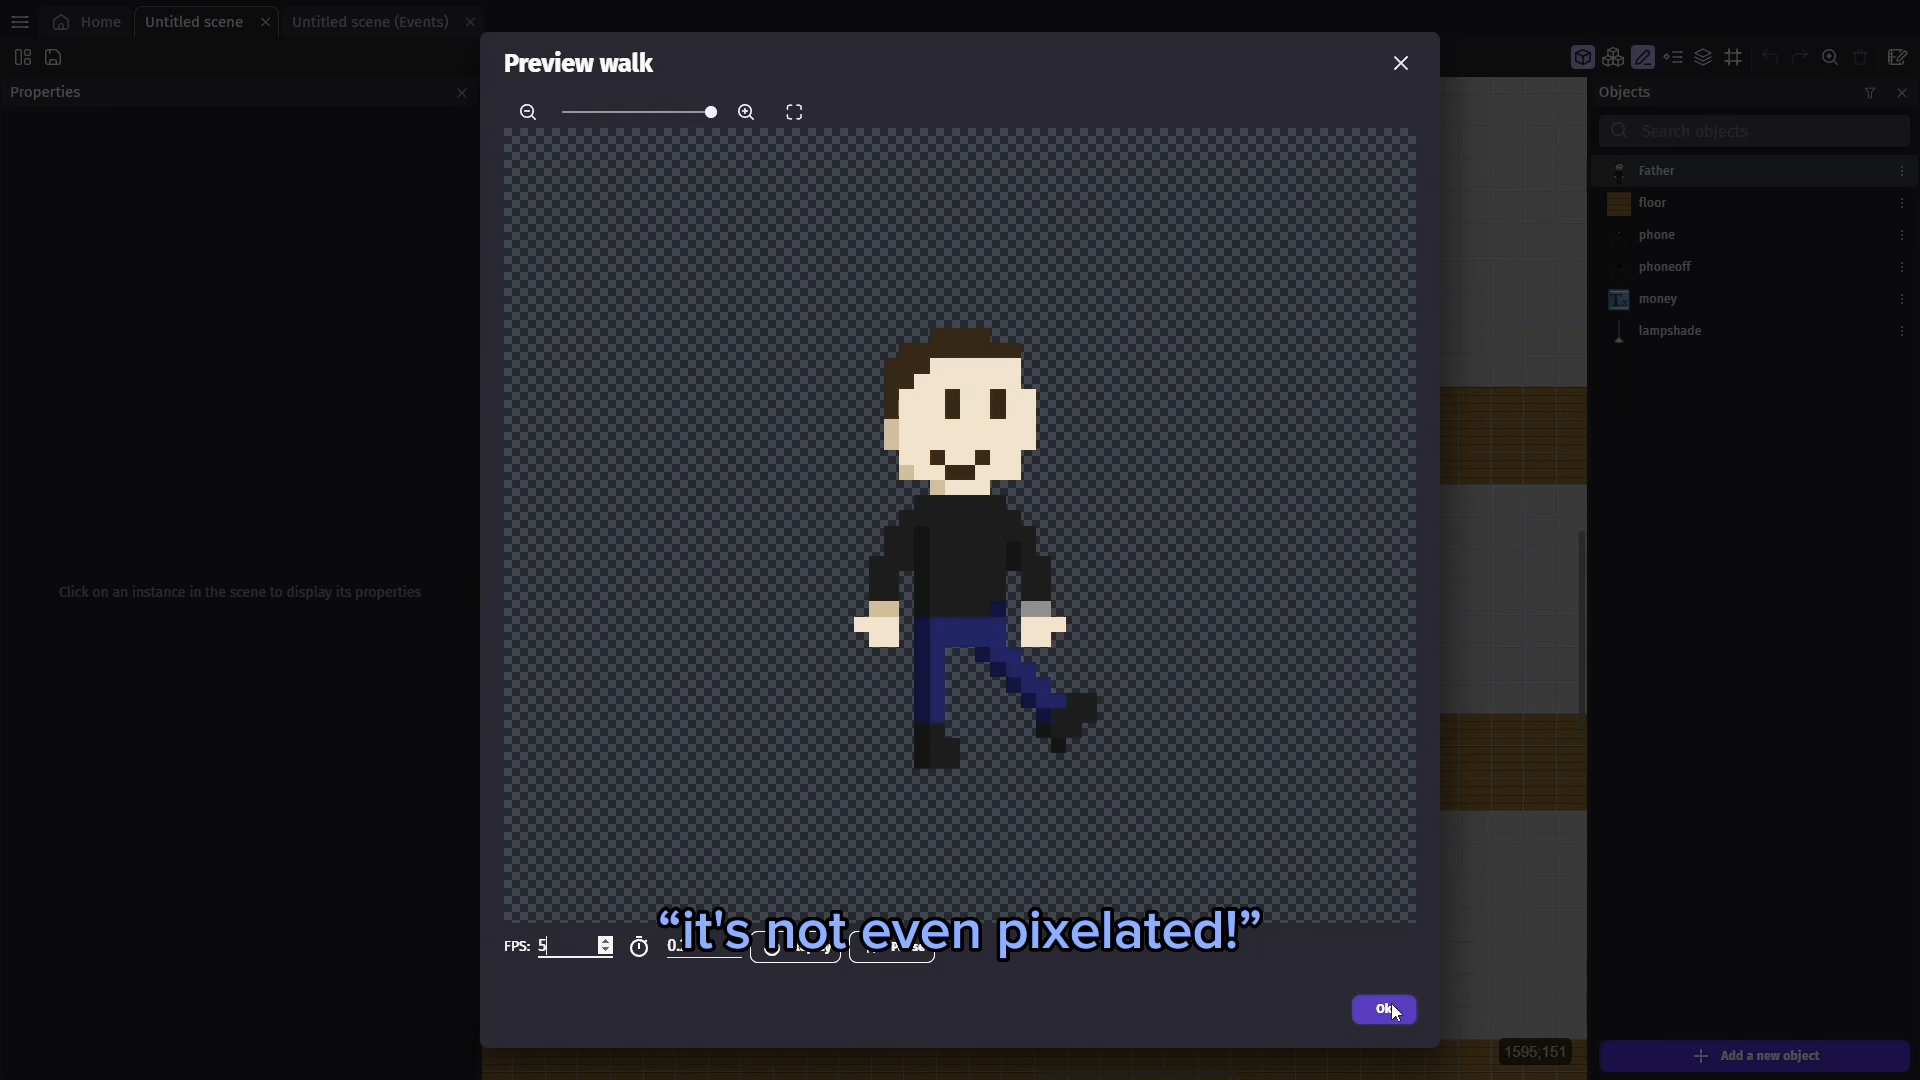 Home
Untitled scene
Untitled scene (Events)
Properties
Click on an instance in the scene to display its properties
Preview walk
FPS: 5
“it's not even pixelated!”
Ok
Objects
Search objects
Father
floor
phone
phoneoff
money
lampshade
1595;151
Add a new object